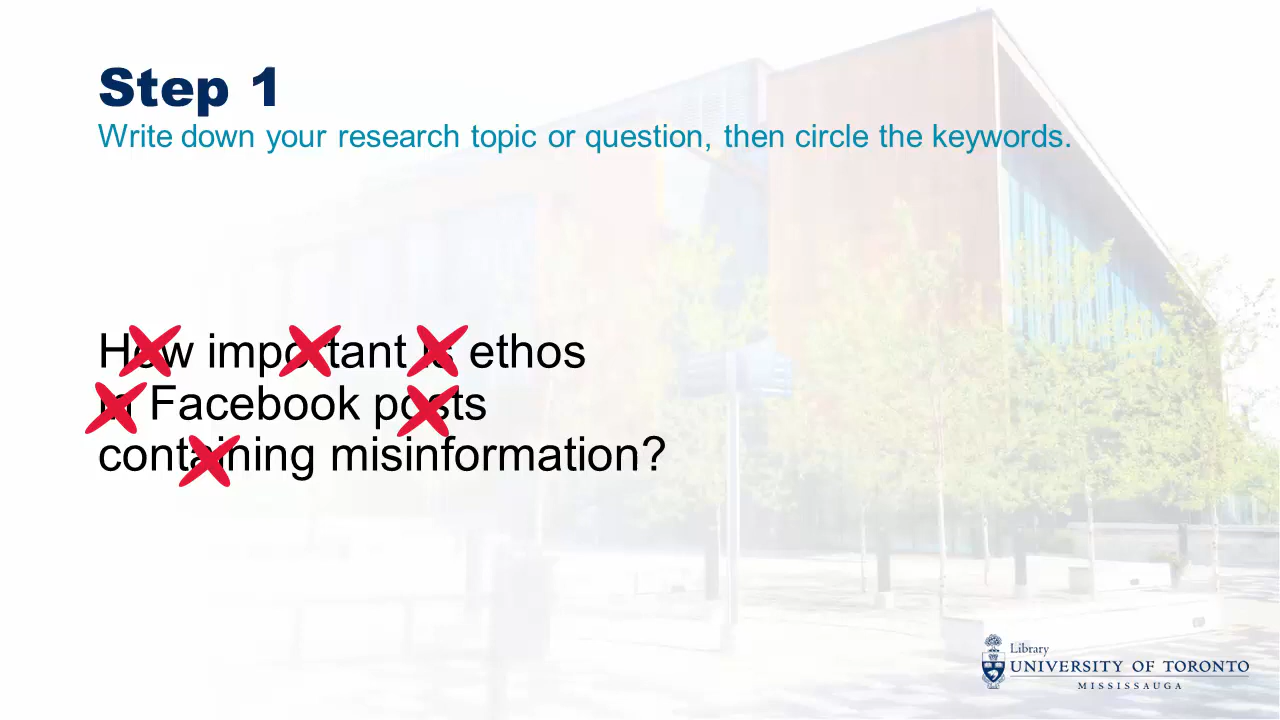 Step 1
Write down your research topic or question, then circle the keywords.
How important is ethos
in Facebook posts
containing misinformation?
Library
UNIVERSITY OF TORONTO
MISSISSAUGA